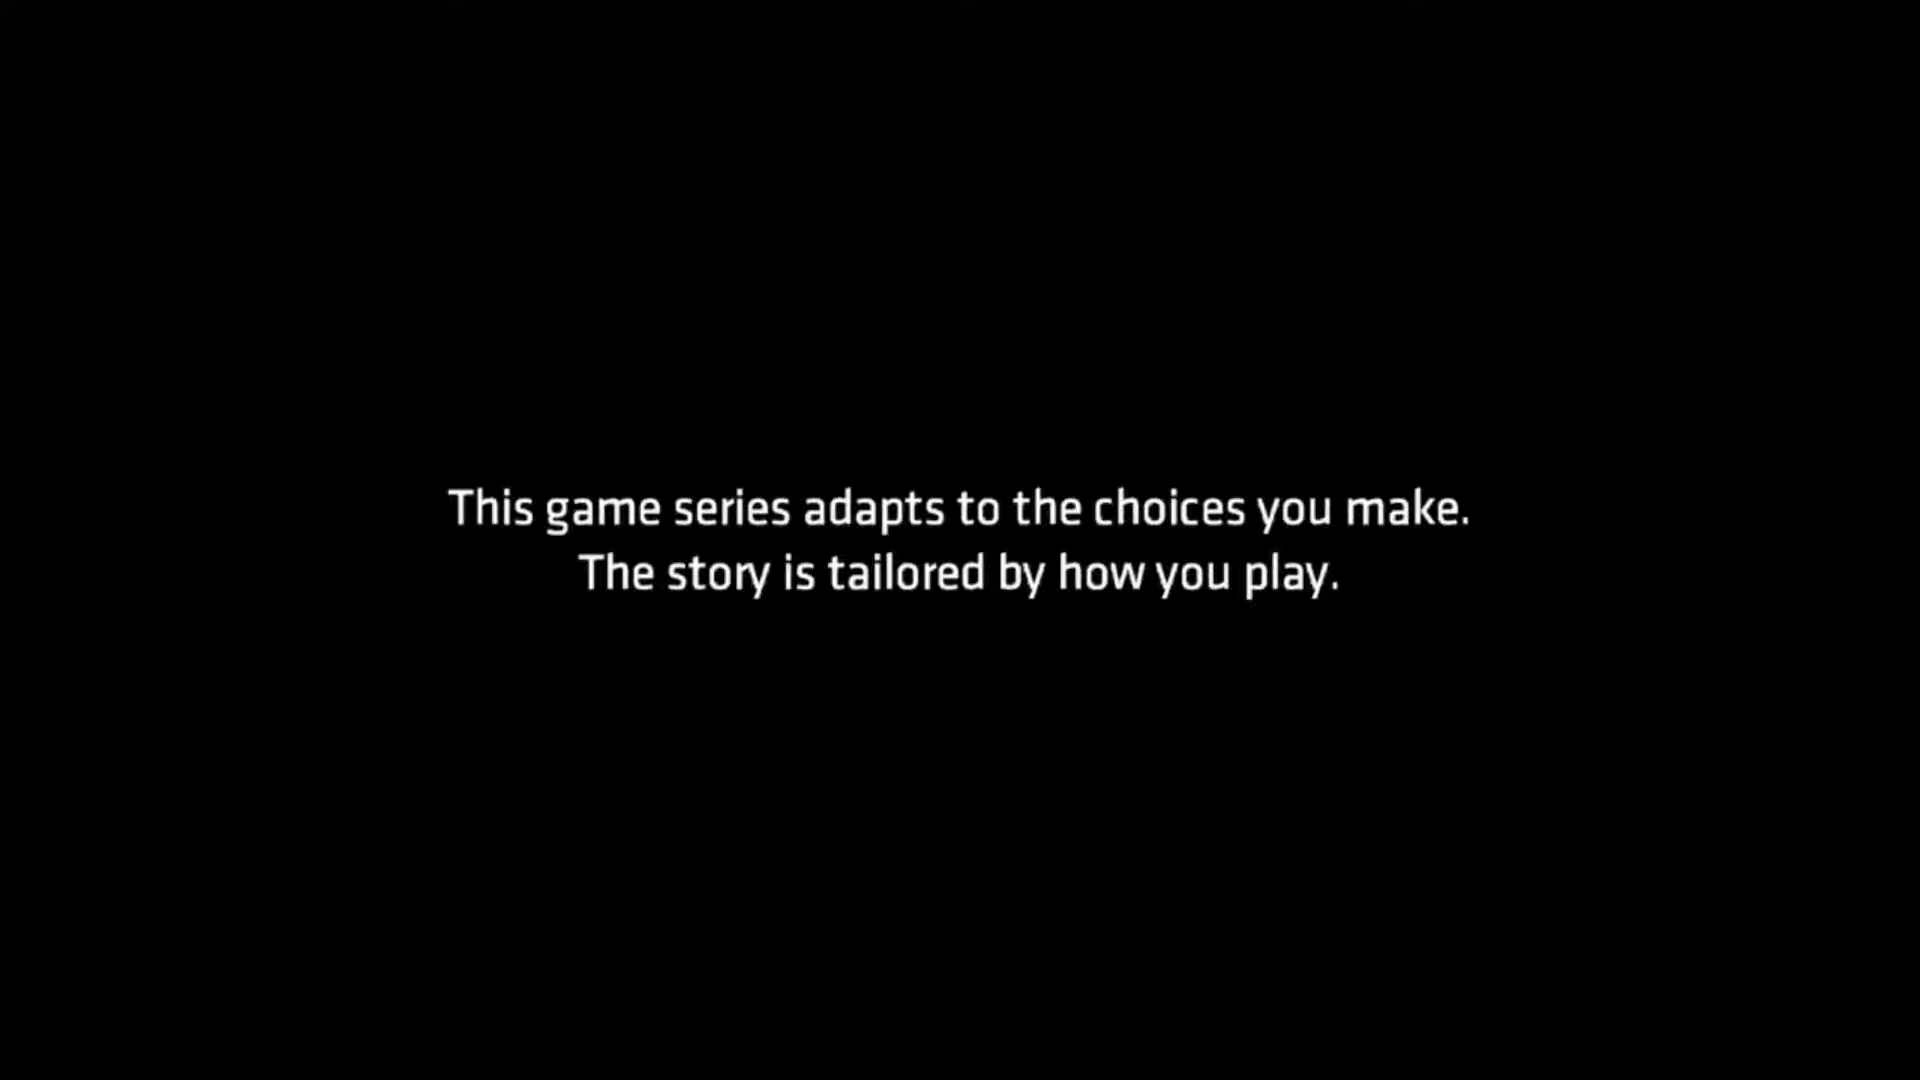 This game series adapts to the choices you make.
The story is tailored by how you play.